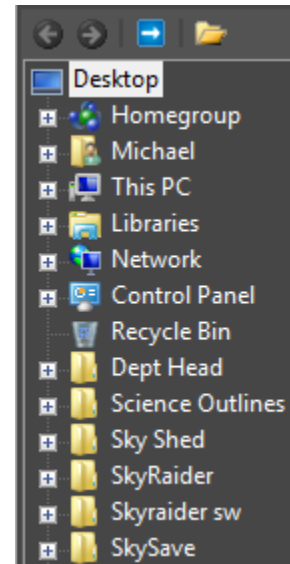 Desktop
Homegroup
Michael
This PC
Libraries
Network
Control Panel
Recycle Bin
Dept Head
Science Outlines
Sky Shed
SkyRaider
Skyraider sw
SkySave